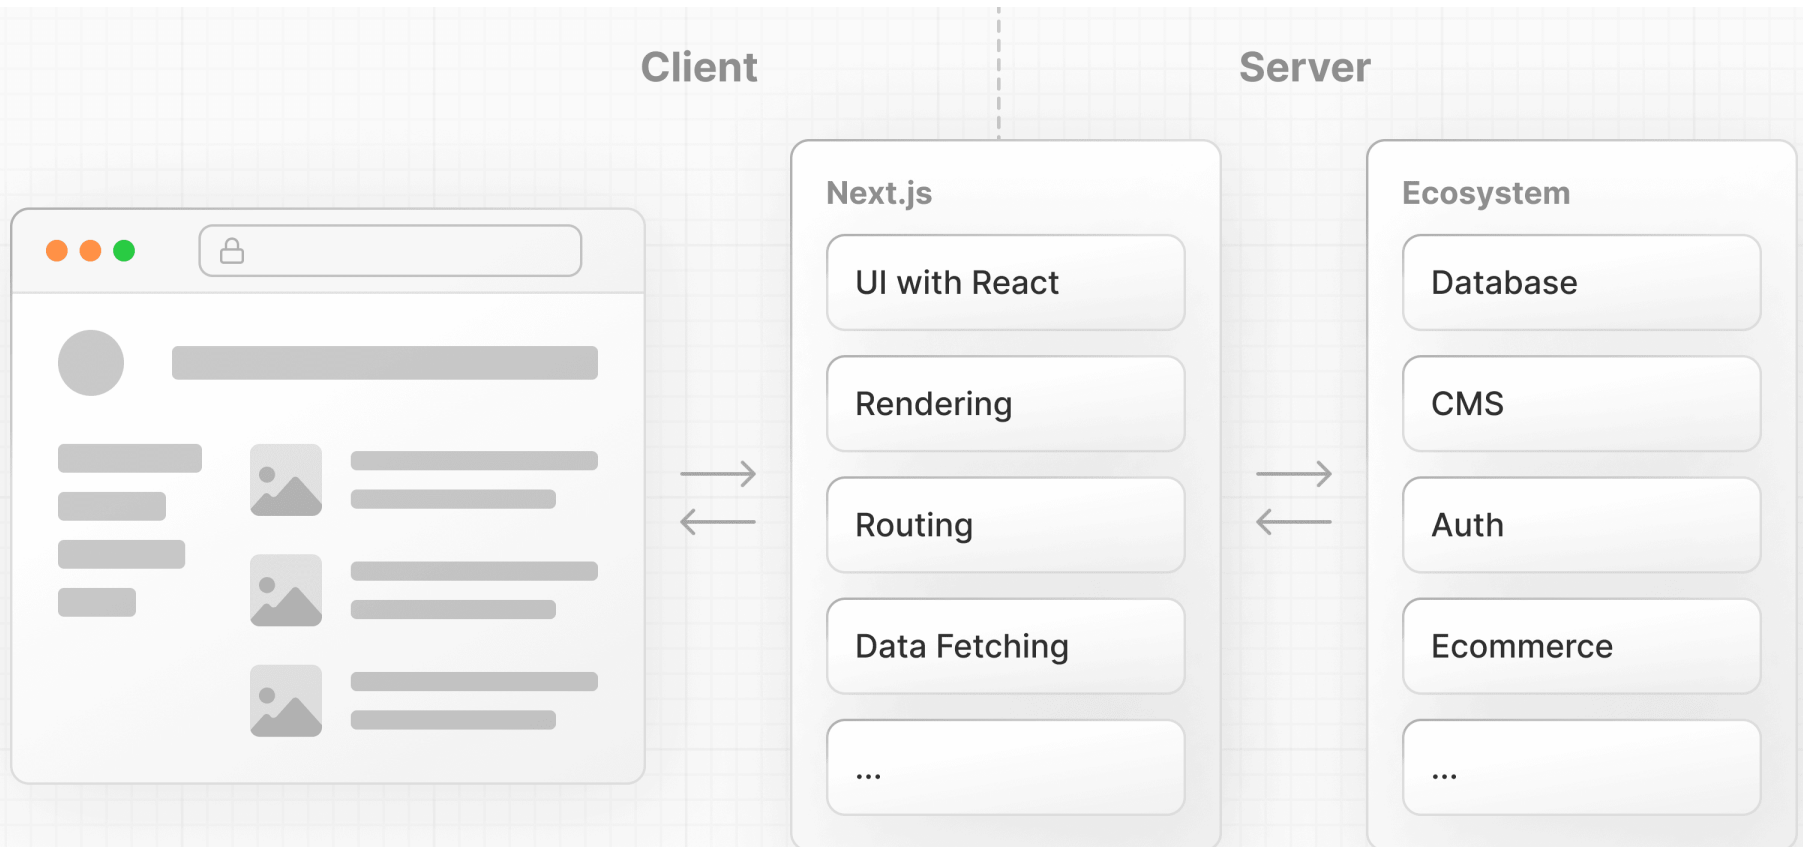 Client
Server
Next.js
UI with React
Rendering
Routing
Data Fetching
...
Ecosystem
Database
CMS
Auth
Ecommerce
...